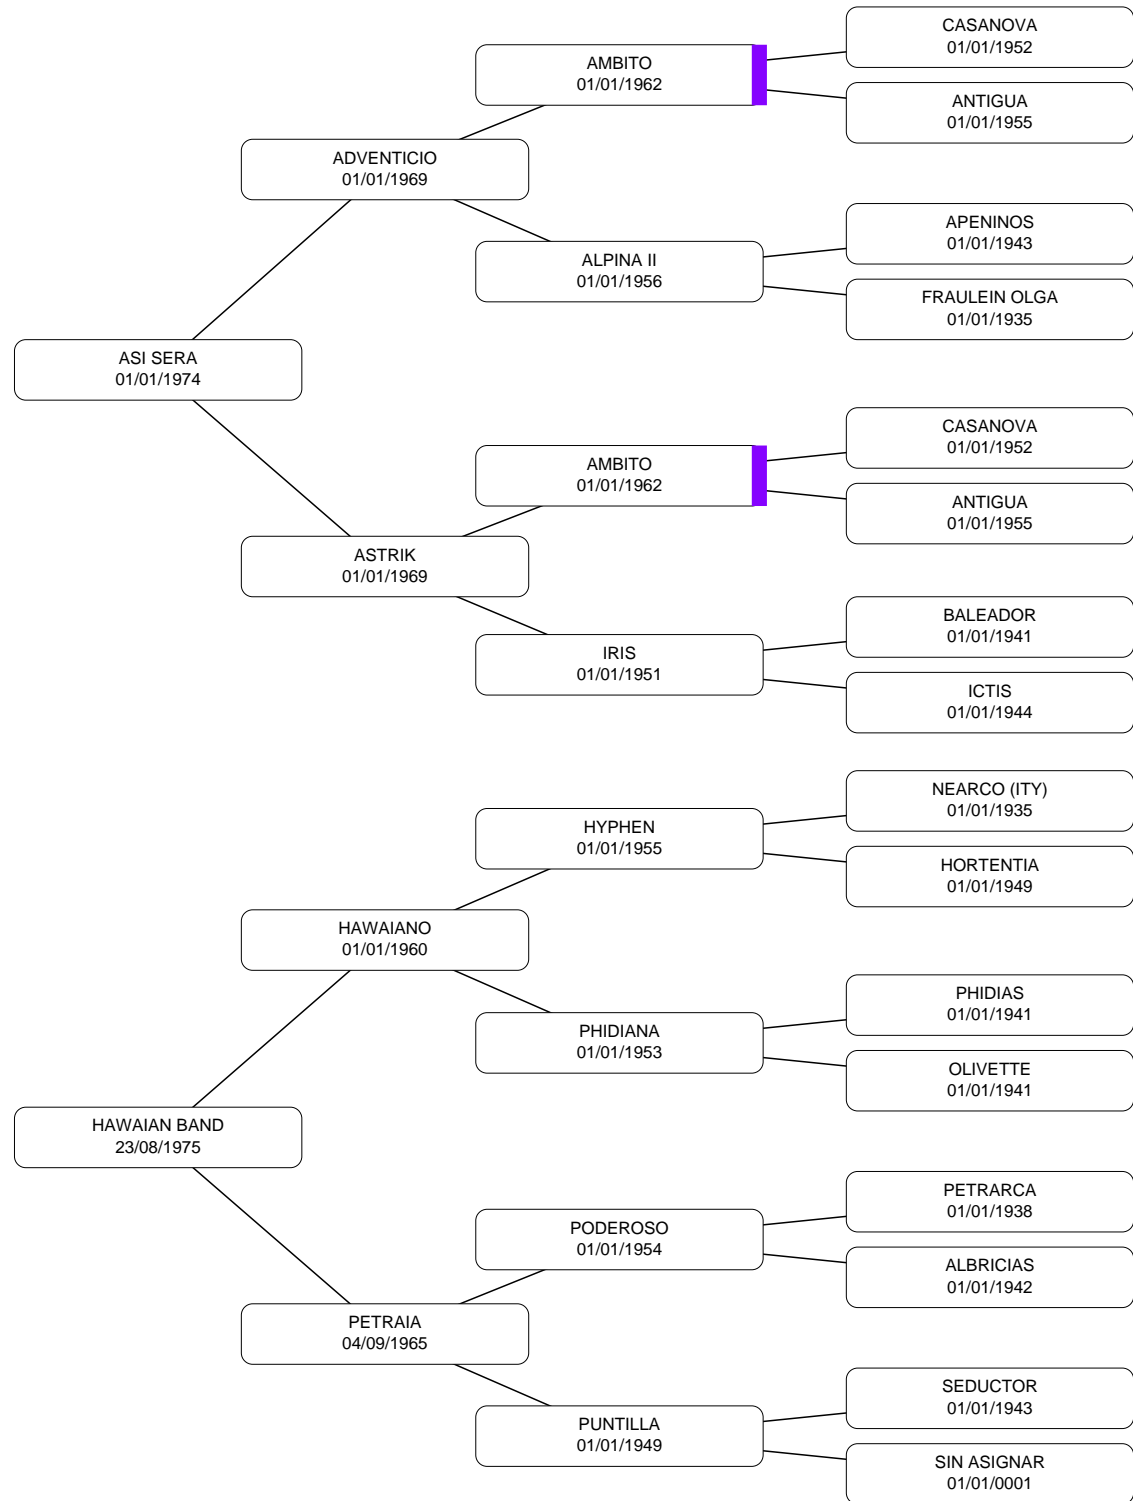 CASANOVA
01/01/1952
AMBITO
01/01/1962
ANTIGUA
01/01/1955
ADVENTICIO
01/01/1969
APENINOS
01/01/1943
ALPINA II
01/01/1956
FRAULEIN OLGA
01/01/1935
ASI SERA
01/01/1974
CASANOVA
01/01/1952
AMBITO
01/01/1962
ANTIGUA
01/01/1955
ASTRIK
01/01/1969
BALEADOR
01/01/1941
IRIS
01/01/1951
ICTIS
01/01/1944
NEARCO (ITY)
01/01/1935
HYPHEN
01/01/1955
HORTENTIA
01/01/1949
HAWAIANO
01/01/1960
PHIDIAS
01/01/1941
PHIDIANA
01/01/1953
OLIVETTE
01/01/1941
HAWAIAN BAND
23/08/1975
PETRARCA
01/01/1938
PODEROSO
01/01/1954
ALBRICIAS
01/01/1942
PETRAIA
04/09/1965
SEDUCTOR
01/01/1943
PUNTILLA
01/01/1949
SIN ASIGNAR
01/01/0001